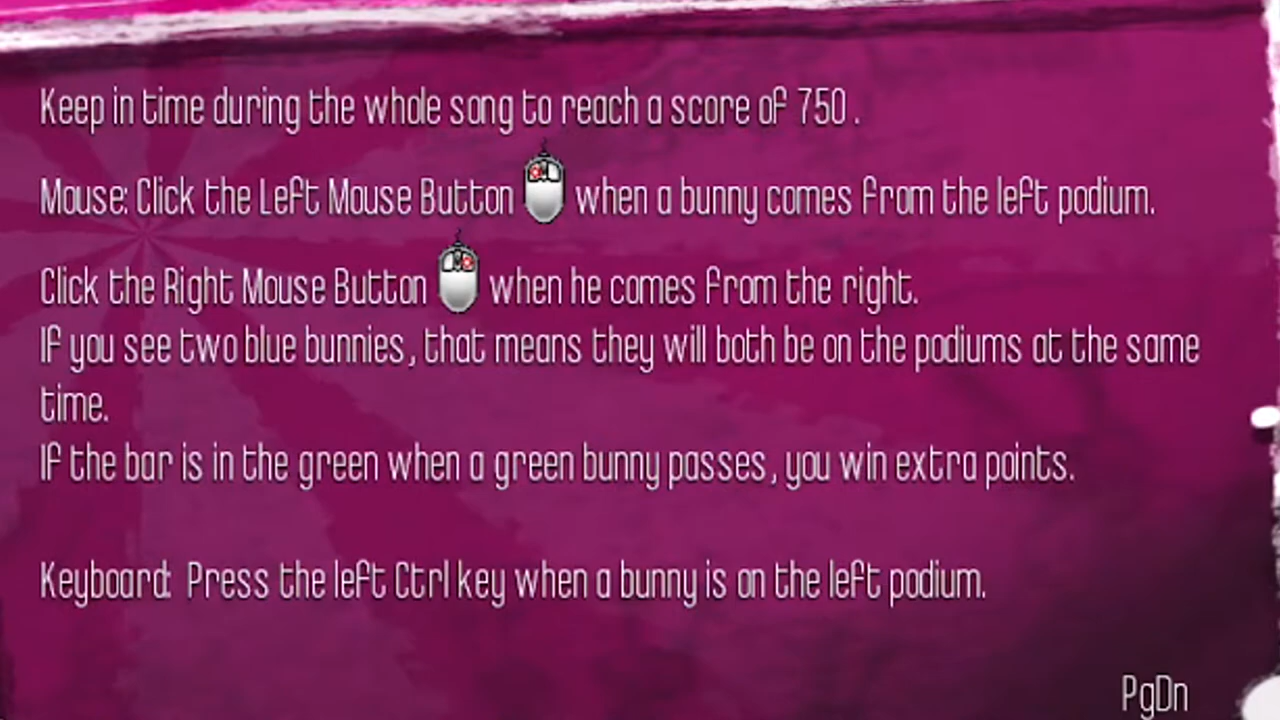 Keep in time during the whole song to reach a score of 750 .
Mouse: Click the Left Mouse Button when a bunny comes from the left podium.
Click the Right Mouse Button when he comes from the right.
If you see two blue bunnies, that means they will both be on the podiums at the same
time.
If the bar is in the green when a green bunny passes, you win extra points.
Keyboard: Press the left Ctrl key when a bunny is on the left podium.
PgDn